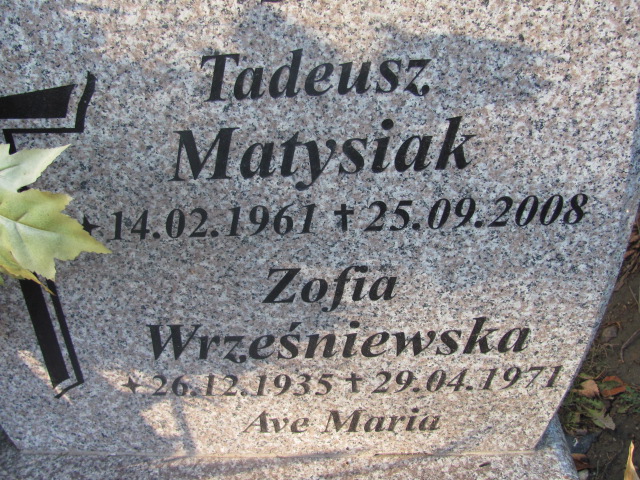 Tadeusz
Matysiak
✦ 14.02.1961 ✝ 25.09.2008
Zofia
Wrześniewska
✦ 26.12.1935 ✝ 29.04.1971
Ave Maria